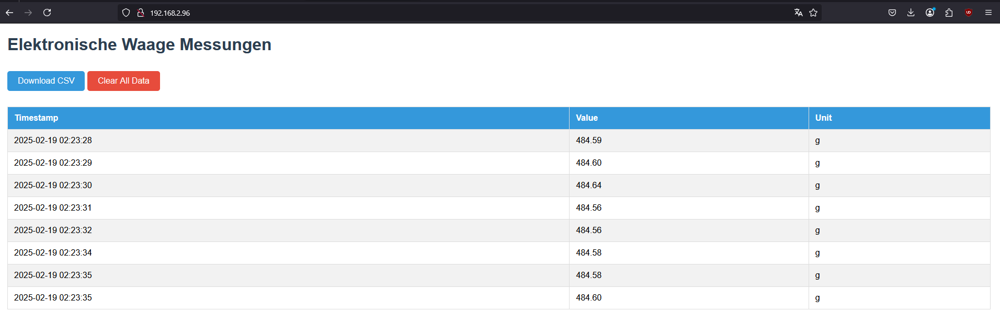 192.168.2.96
Elektronische Waage Messungen
Download CSV Clear All Data
Timestamp Value Unit
2025-02-19 02:23:28 484.59 g
2025-02-19 02:23:29 484.60 g
2025-02-19 02:23:30 484.64 g
2025-02-19 02:23:31 484.56 g
2025-02-19 02:23:32 484.56 g
2025-02-19 02:23:34 484.58 g
2025-02-19 02:23:35 484.58 g
2025-02-19 02:23:35 484.60 g